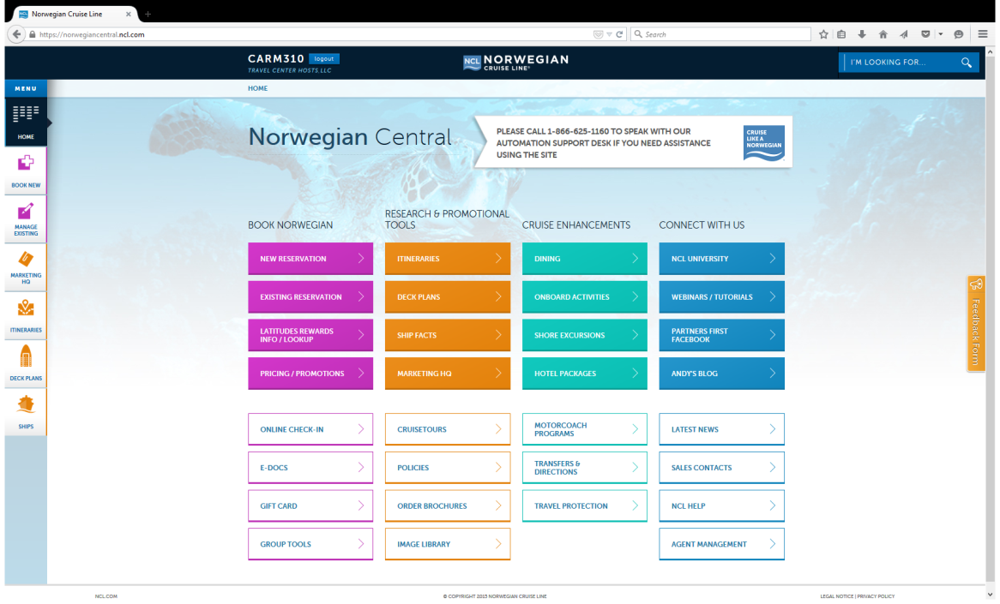 Norwegian Cruise Line
https://norwegiancentral.ncl.com
Search
CARM310 logout
TRAVEL CENTER HOSTS LLC
NCL NORWEGIAN
CRUISE LINE®
I'M LOOKING FOR...
MENU
HOME
HOME
BOOK NEW
MANAGE
EXISTING
MARKETING
HQ
ITINERARIES
DECK PLANS
SHIPS
Norwegian Central
PLEASE CALL 1-866-625-1160 TO SPEAK WITH OUR
AUTOMATION SUPPORT DESK IF YOU NEED ASSISTANCE
USING THE SITE
CRUISE
LIKE A
NORWEGIAN
BOOK NORWEGIAN
NEW RESERVATION
EXISTING RESERVATION
LATITUDES REWARDS
INFO / LOOKUP
PRICING / PROMOTIONS
ONLINE CHECK-IN
E-DOCS
GIFT CARD
GROUP TOOLS
RESEARCH & PROMOTIONAL
TOOLS
ITINERARIES
DECK PLANS
SHIP FACTS
MARKETING HQ
CRUISETOURS
POLICIES
ORDER BROCHURES
IMAGE LIBRARY
CRUISE ENHANCEMENTS
DINING
ONBOARD ACTIVITIES
SHORE EXCURSIONS
HOTEL PACKAGES
MOTORCOACH
PROGRAMS
TRANSFERS &
DIRECTIONS
TRAVEL PROTECTION
CONNECT WITH US
NCL UNIVERSITY
WEBINARS / TUTORIALS
PARTNERS FIRST
FACEBOOK
ANDY'S BLOG
LATEST NEWS
SALES CONTACTS
NCL HELP
AGENT MANAGEMENT
Feedback Form
NCL.COM
© COPYRIGHT 2015 NORWEGIAN CRUISE LINE
LEGAL NOTICE | PRIVACY POLICY